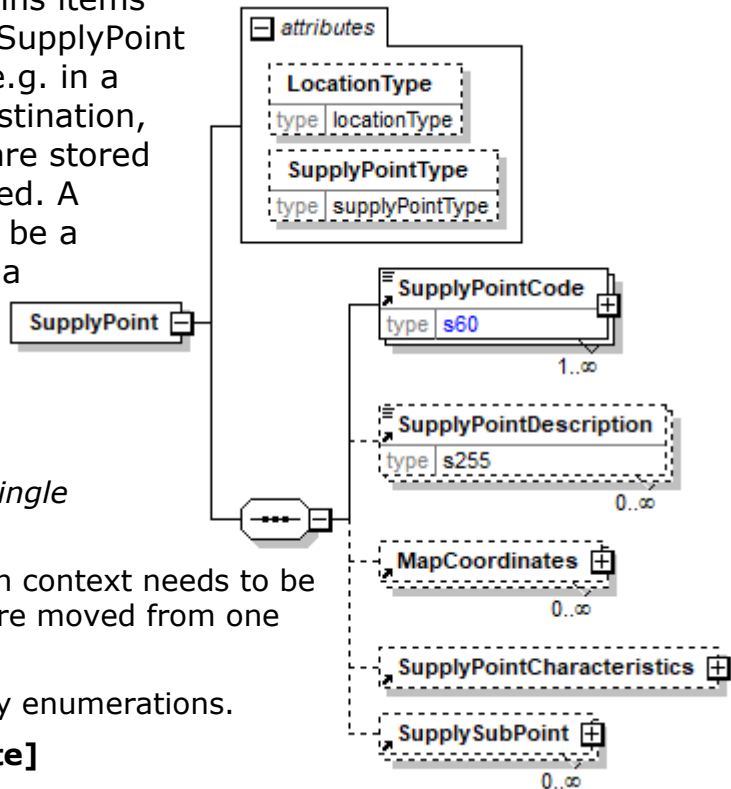 ins items
SupplyPoint
e.g. in a
stination,
are stored
ed. A
be a
a
ingle
n context needs to be
re moved from one
y enumerations.
te]
attributes
LocationType
type locationType
SupplyPointType
type supplyPointType
SupplyPoint
SupplyPointCode
type s60
1..∞
SupplyPointDescription
type s255
0..∞
MapCoordinates
0..∞
SupplyPointCharacteristics
SupplySubPoint
0..∞